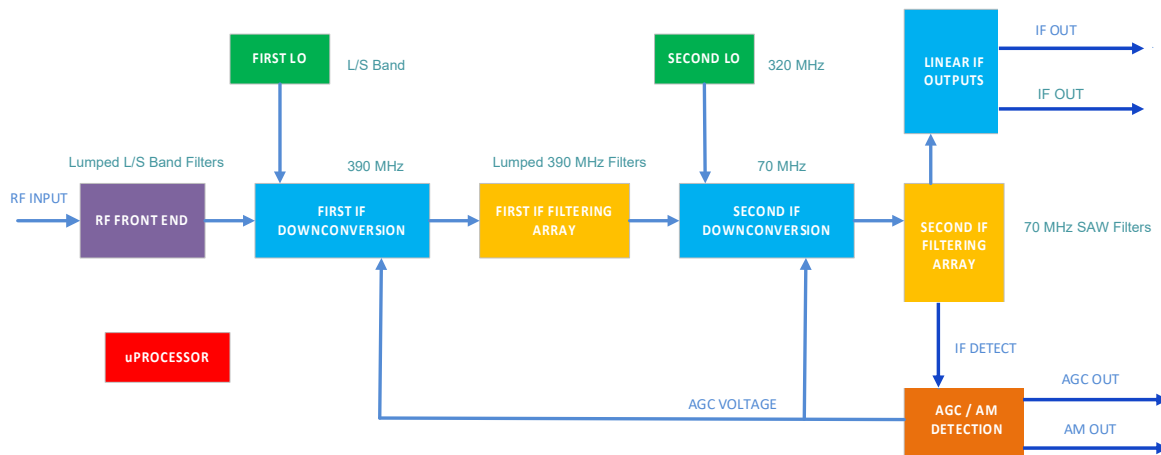 FIRST LO
L/S Band
SECOND LO
320 MHz
LINEAR IF
OUTPUTS
IF OUT
IF OUT
Lumped L/S Band Filters
390 MHz
Lumped 390 MHz Filters
70 MHz
RF INPUT
RF FRONT END
FIRST IF
DOWNCONVERSION
FIRST IF FILTERING
ARRAY
SECOND IF
DOWNCONVERSION
SECOND IF
FILTERING
ARRAY
70 MHz SAW Filters
uPROCESSOR
IF DETECT
AGC VOLTAGE
AGC / AM
DETECTION
AGC OUT
AM OUT